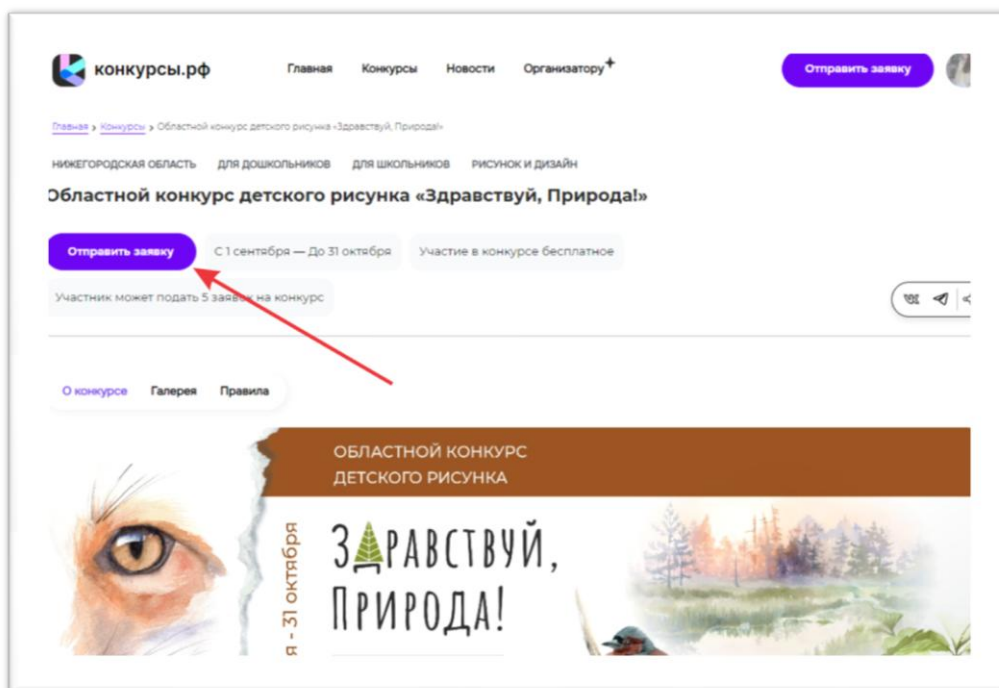 конкурсы.рф Главная Конкурсы Новости Организатору Отправить заявку
Главная > Конкурсы > Областной конкурс детского рисунка «Здравствуй, Природа!»
НИЖЕГОРОДСКАЯ ОБЛАСТЬ ДЛЯ ДОШКОЛЬНИКОВ ДЛЯ ШКОЛЬНИКОВ РИСУНОК И ДИЗАЙН
Областной конкурс детского рисунка «Здравствуй, Природа!»
Отправить заявку С 1 сентября — До 31 октября Участие в конкурсе бесплатное
Участник может подать 5 заявок на конкурс
О конкурсе Галерея Правила
ОБЛАСТНОЙ КОНКУРС
ДЕТСКОГО РИСУНКА
ЗДРАВСТВУЙ,
ПРИРОДА!
я - 31 октября